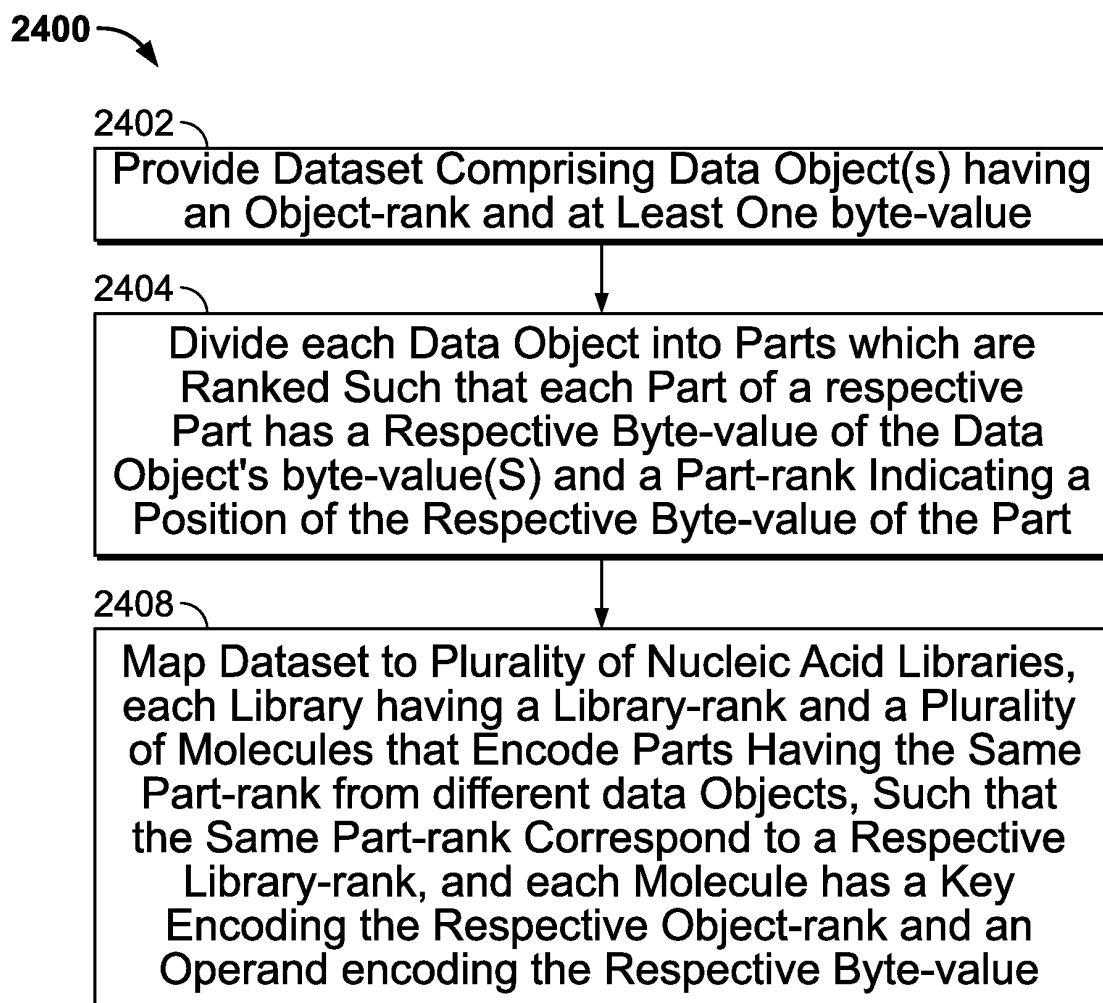 2400
2402
Provide Dataset Comprising Data Object(s) having
an Object-rank and at Least One byte-value
2404
Divide each Data Object into Parts which are
Ranked Such that each Part of a respective
Part has a Respective Byte-value of the Data
Object's byte-value(S) and a Part-rank Indicating a
Position of the Respective Byte-value of the Part
2408
Map Dataset to Plurality of Nucleic Acid Libraries,
each Library having a Library-rank and a Plurality
of Molecules that Encode Parts Having the Same
Part-rank from different data Objects, Such that
the Same Part-rank Correspond to a Respective
Library-rank, and each Molecule has a Key
Encoding the Respective Object-rank and an
Operand encoding the Respective Byte-value